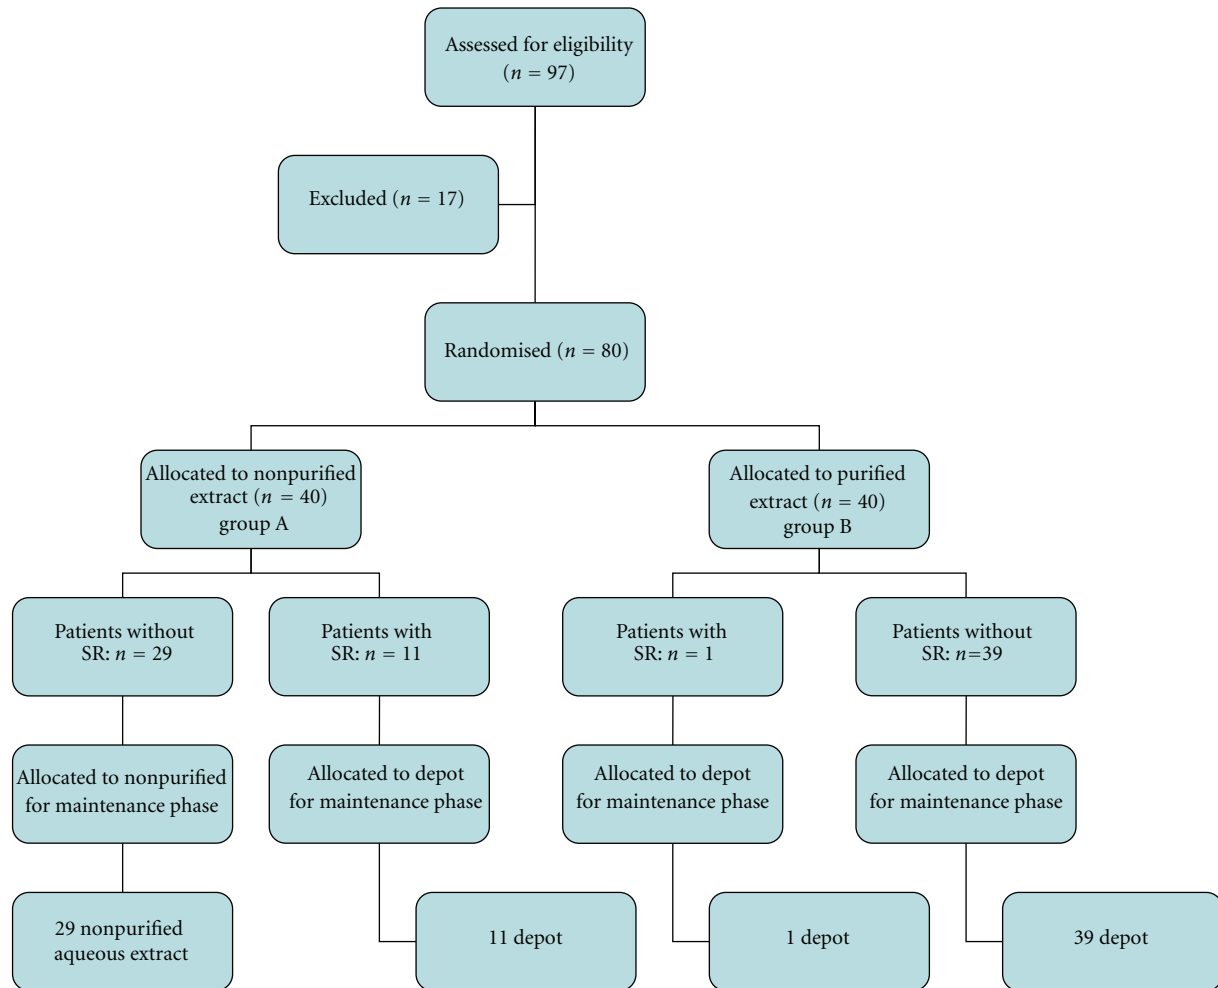 Assessed for eligibility
(n = 97)
Excluded (n = 17)
Randomised (n = 80)
Allocated to nonpurified
extract (n = 40)
group A
Allocated to purified
extract (n = 40)
group B
Patients without
SR: n = 29
Patients with
SR: n = 11
Patients with
SR: n = 1
Patients without
SR: n=39
Allocated to nonpurified
for maintenance phase
Allocated to depot
for maintenance phase
Allocated to depot
for maintenance phase
Allocated to depot
for maintenance phase
29 nonpurified
aqueous extract
11 depot
1 depot
39 depot